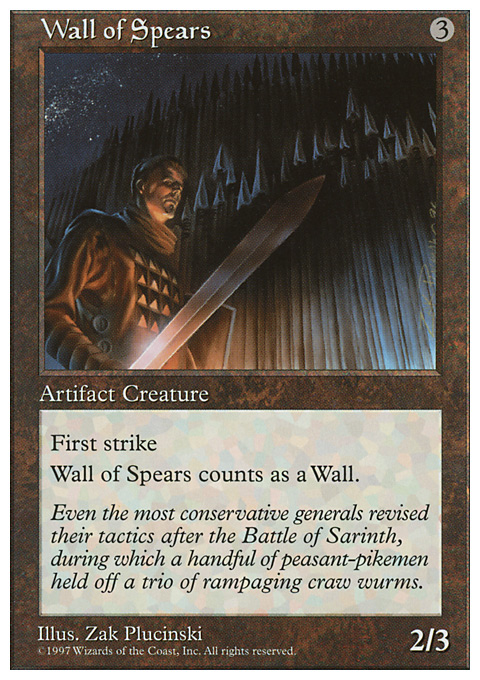 Wall of Spears 3
Artifact Creature
First strike
Wall of Spears counts as a Wall.
Even the most conservative generals revised
their tactics after the Battle of Sarinth,
during which a handful of peasant-pikemen
held off a trio of rampaging craw wurms.
Illus. Zak Plucinski
©1997 Wizards of the Coast, Inc. All rights reserved.
2/3